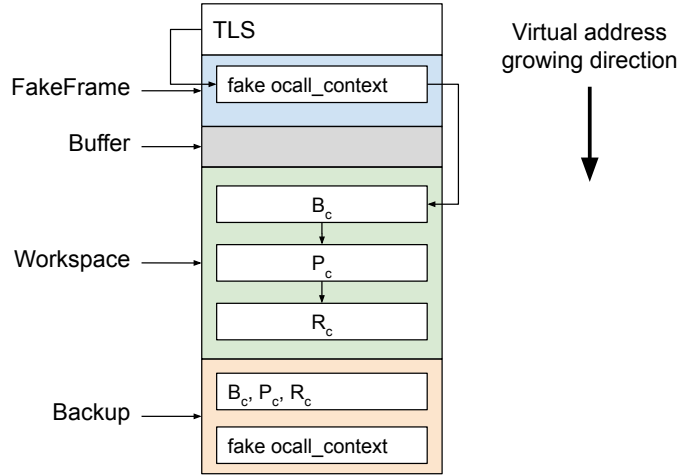 TLS
Virtual address
growing direction
FakeFrame
fake ocall_context
Buffer
B_c
Workspace
P_c
R_c
B_c, P_c, R_c
Backup
fake ocall_context